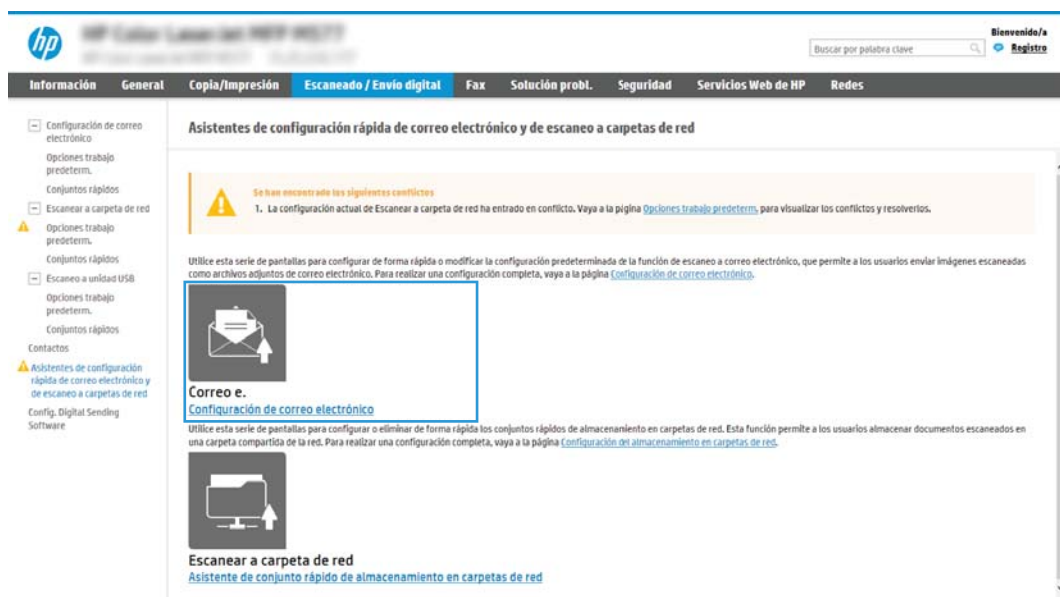 hp
Bienvenido/a
Buscar por palabra clave
Registro
Información General Copia/Impresión Escaneado / Envío digital Fax Solución probl. Seguridad Servicios Web de HP Redes
Configuración de correo
electrónico
Opciones trabajo
predeterm.
Conjuntos rápidos
Escanear a carpeta de red
Opciones trabajo
predeterm.
Conjuntos rápidos
Escaneo a unidad USB
Opciones trabajo
predeterm.
Conjuntos rápidos
Contactos
Asistentes de configuración
rápida de correo electrónico y
de escaneo a carpetas de red
Config. Digital Sending
Software
Asistentes de configuración rápida de correo electrónico y de escaneo a carpetas de red
Se han encontrado los siguientes conflictos
1. La configuración actual de Escanear a carpeta de red ha entrado en conflicto. Vaya a la página Opciones trabajo predeterm. para visualizar los conflictos y resolverlos.
Utilice esta serie de pantallas para configurar de forma rápida o modificar la configuración predeterminada de la función de escaneo a correo electrónico, que permite a los usuarios enviar imágenes escaneadas
como archivos adjuntos de correo electrónico. Para realizar una configuración completa, vaya a la página Configuración de correo electrónico.
Correo e.
Configuración de correo electrónico
Utilice esta serie de pantallas para configurar o eliminar de forma rápida los conjuntos rápidos de almacenamiento en carpetas de red. Esta función permite a los usuarios almacenar documentos escaneados en
una carpeta compartida de la red. Para realizar una configuración completa, vaya a la página Configuración del almacenamiento en carpetas de red.
Escanear a carpeta de red
Asistente de conjunto rápido de almacenamiento en carpetas de red